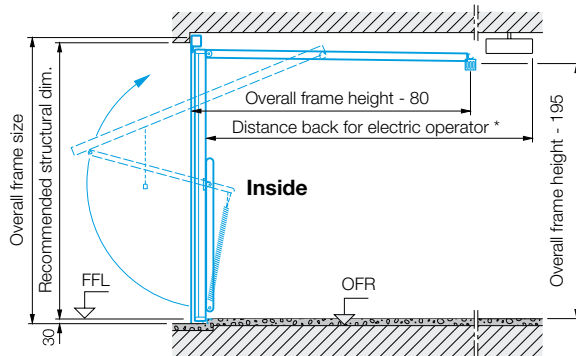 Overall frame size
Recommended structural dim.
Overall frame height - 80
Distance back for electric operator *
Inside
Overall frame height - 195
FFL
OFR
30